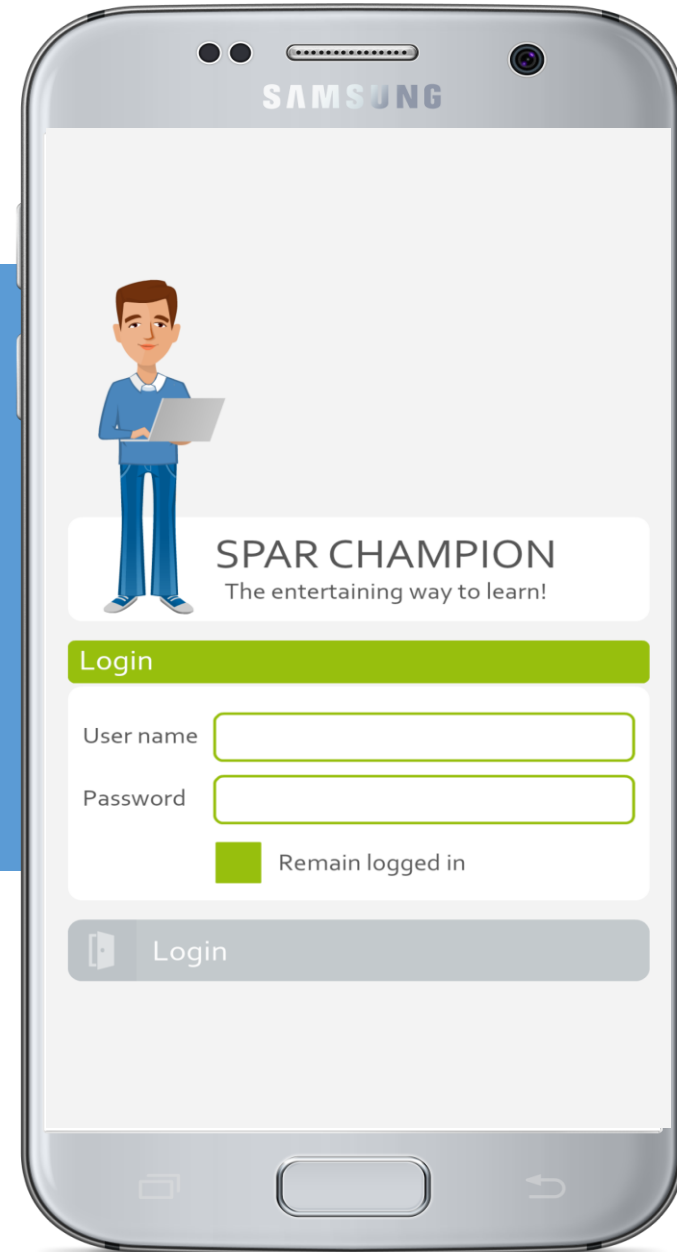 SAMSUNG
SPAR CHAMPION
The entertaining way to learn!
Login
User name
Password
Remain logged in
Login